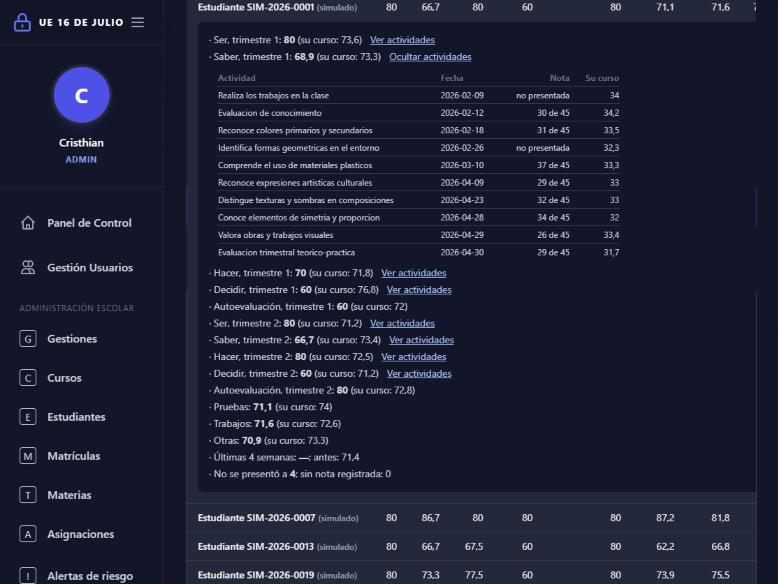 UE 16 DE JULIO
C
Cristhian
ADMIN
Panel de Control
Gestión Usuarios
ADMINISTRACIÓN ESCOLAR
G Gestiones
C Cursos
E Estudiantes
M Matrículas
T Materias
A Asignaciones
! Alertas de riesgo
Estudiante SIM-2026-0001 (simulado) 80 66,7 80 60 80 71,1 71,6
· Ser, trimestre 1: 80 (su curso: 73,6) Ver actividades
· Saber, trimestre 1: 68,9 (su curso: 73,3) Ocultar actividades
Actividad Fecha Nota Su curso
Realiza los trabajos en la clase 2026-02-09 no presentada 34
Evaluacion de conocimiento 2026-02-12 30 de 45 34,2
Reconoce colores primarios y secundarios 2026-02-18 31 de 45 33,5
Identifica formas geometricas en el entorno 2026-02-26 no presentada 32,3
Comprende el uso de materiales plasticos 2026-03-10 37 de 45 33,3
Reconoce expresiones artisticas culturales 2026-04-09 29 de 45 33
Distingue texturas y sombras en composiciones 2026-04-23 32 de 45 33
Conoce elementos de simetria y proporcion 2026-04-28 34 de 45 32
Valora obras y trabajos visuales 2026-04-29 26 de 45 33,4
Evaluacion trimestral teorico-practica 2026-04-30 29 de 45 31,7
· Hacer, trimestre 1: 70 (su curso: 71,8) Ver actividades
· Decidir, trimestre 1: 60 (su curso: 76,8) Ver actividades
· Autoevaluación, trimestre 1: 60 (su curso: 72)
· Ser, trimestre 2: 80 (su curso: 71,2) Ver actividades
· Saber, trimestre 2: 66,7 (su curso: 73,4) Ver actividades
· Hacer, trimestre 2: 80 (su curso: 72,5) Ver actividades
· Decidir, trimestre 2: 60 (su curso: 71,2) Ver actividades
· Autoevaluación, trimestre 2: 80 (su curso: 72,8)
· Pruebas: 71,1 (su curso: 74)
· Trabajos: 71,6 (su curso: 72,6)
· Otras: 70,9 (su curso: 73,3)
· Últimas 4 semanas: —; antes: 71,4
· No se presentó a 4; sin nota registrada: 0
Estudiante SIM-2026-0007 (simulado) 80 86,7 80 60 80 87,2 81,8
Estudiante SIM-2026-0013 (simulado) 80 66,7 67,5 60 80 62,2 66,8
Estudiante SIM-2026-0019 (simulado) 80 73,3 77,5 60 80 73,9 75,5